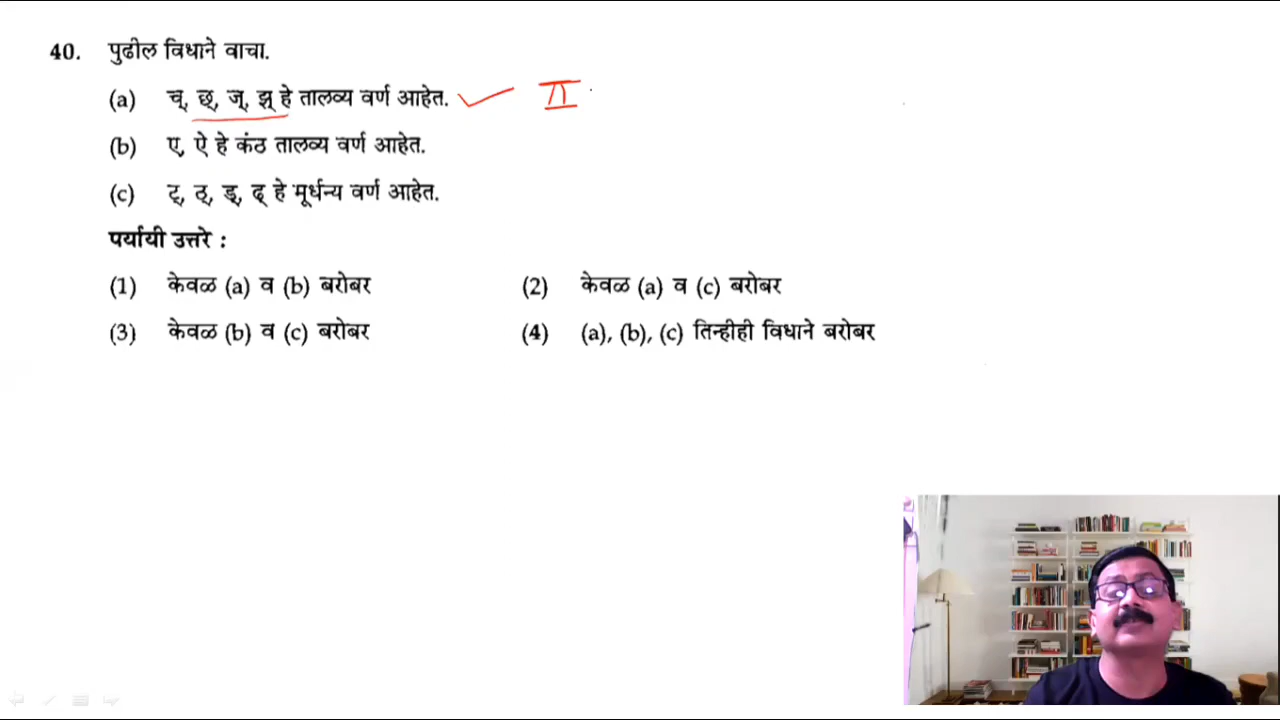 40. पुढील विधाने वाचा.
(a) च्, छ्, ज्, झ् हे तालव्य वर्ण आहेत. ✓ II
(b) ए, ऐ हे कंठ तालव्य वर्ण आहेत.
(c) ट्, ठ्, ड्, ढ् हे मूर्धन्य वर्ण आहेत.
पर्यायी उत्तरे :
(1) केवळ (a) व (b) बरोबर (2) केवळ (a) व (c) बरोबर
(3) केवळ (b) व (c) बरोबर (4) (a), (b), (c) तिन्हीही विधाने बरोबर